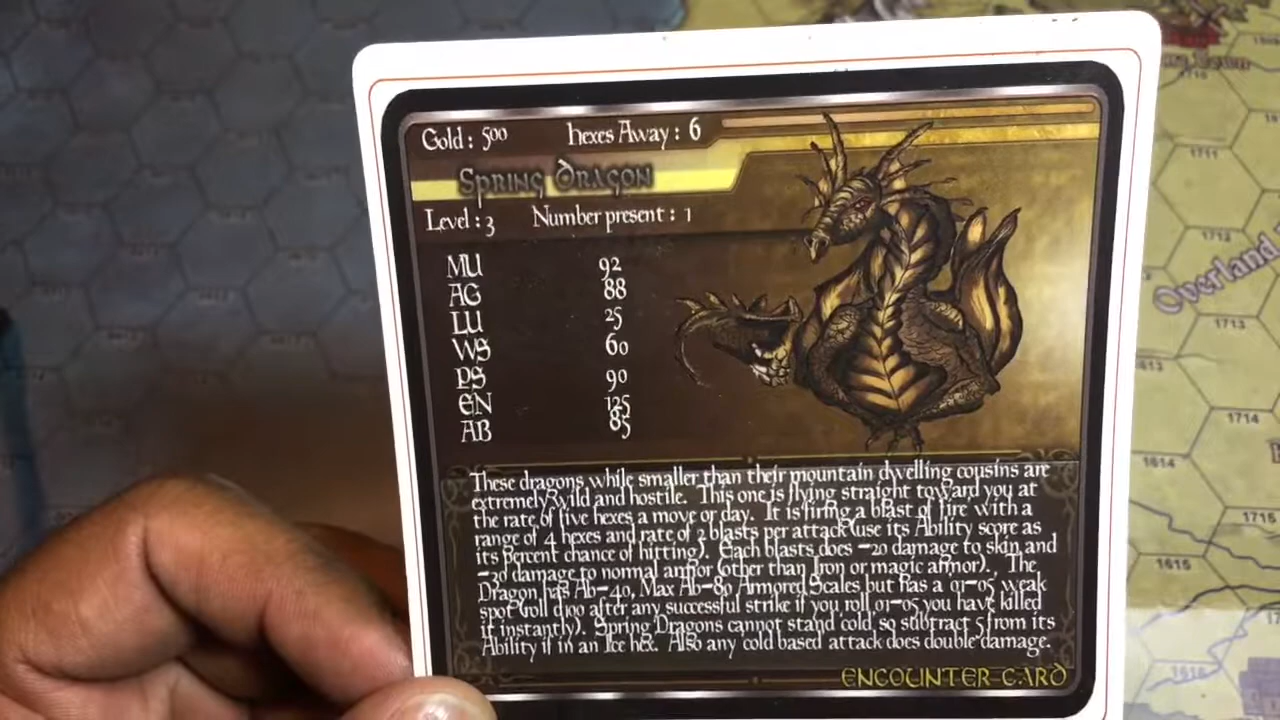 Gold : 500 hexes Away : 6
Spring Dragon
Level : 3 Number present : 1
MU 92
AG 88
LU 25
WS 60
PS 90
EN 125
AB 85
These dragons while smaller than their mountain dwelling cousins are
extremely wild and hostile. This one is flying straight toward you at
the rate of five hexes a move or day. It is firing a blast of fire with a
range of 4 hexes and rate of 2 blasts per attack (use its Ability score as
its percent chance of hitting). Each blasts does -20 damage to skin and
-30 damage to normal armor (other than Iron or magic armor)., The
Dragon has Ab-40, Max Ab-80 Armored Scales but has a 01-05 weak
spot (roll d100 after any successful strike if you roll 01-05 you have killed
it instantly). Spring Dragons cannot stand cold so subtract 5 from its
Ability if in an Ice hex. Also any cold based attack does double damage.
ENCOUNTER CARD
Overland
1711
1712
1713
1613
1714
1614
1715
1615
1616